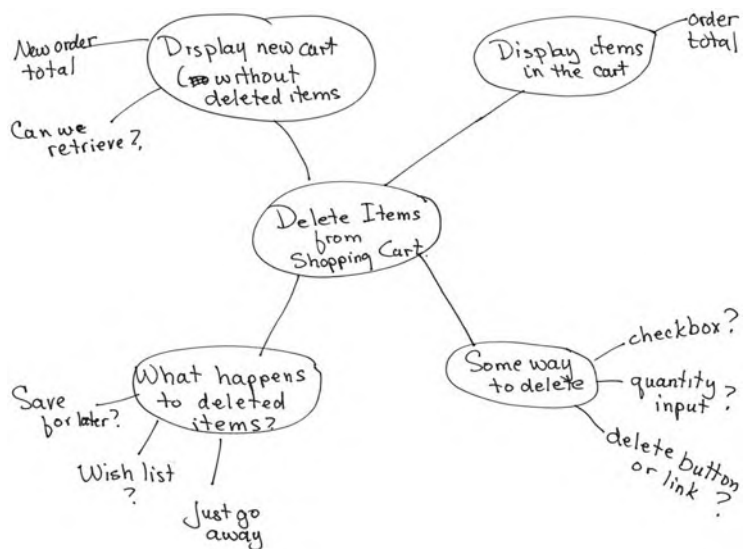 New order
total
Display new cart
(without
deleted items
Can we
retrieve?
Display items
in the cart
order
total
Delete Items
from
Shopping Cart
What happens
to deleted
items?
Save
for later?
Wish list
?
Just go
away
Some way
to delete
checkbox?
quantity
input?
delete button
or link?